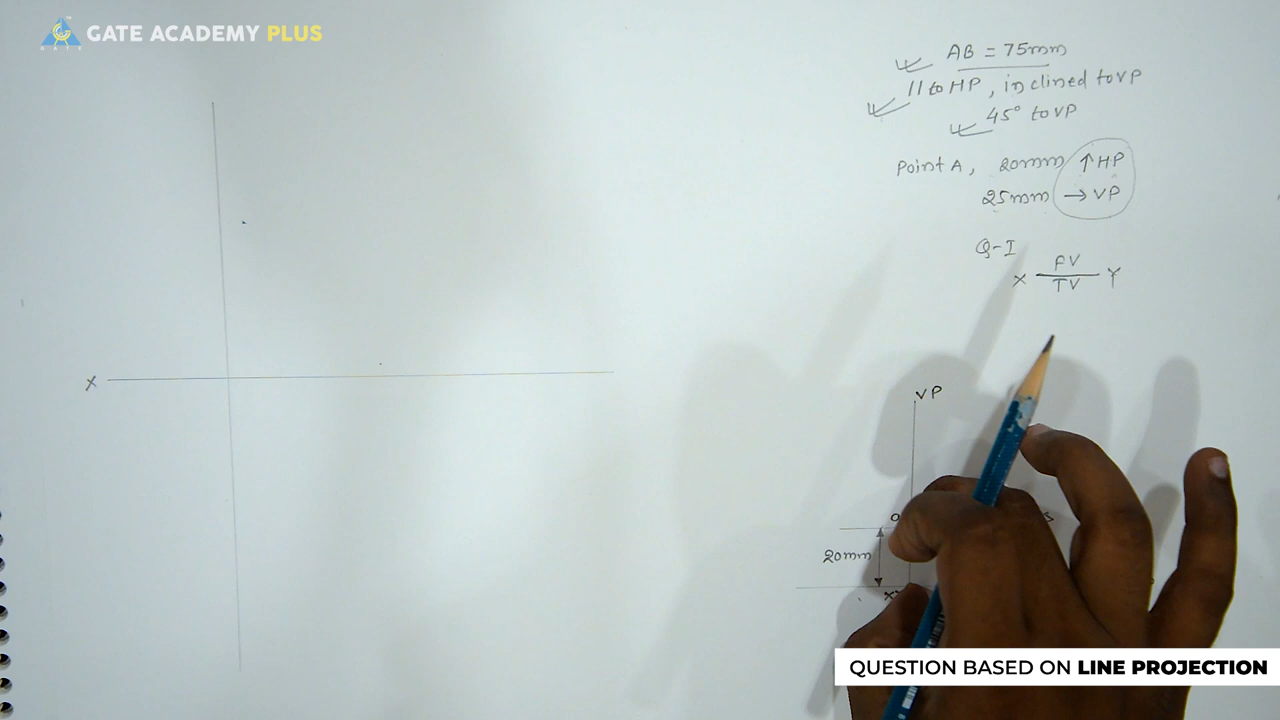 GATE ACADEMY PLUS
AB = 75mm
11 to HP, inclined to VP
45° to VP
Point A, 20mm ↑ HP
25mm → VP
Q-I
FV
X Y
TV
X
VP
20mm
QUESTION BASED ON LINE PROJECTION